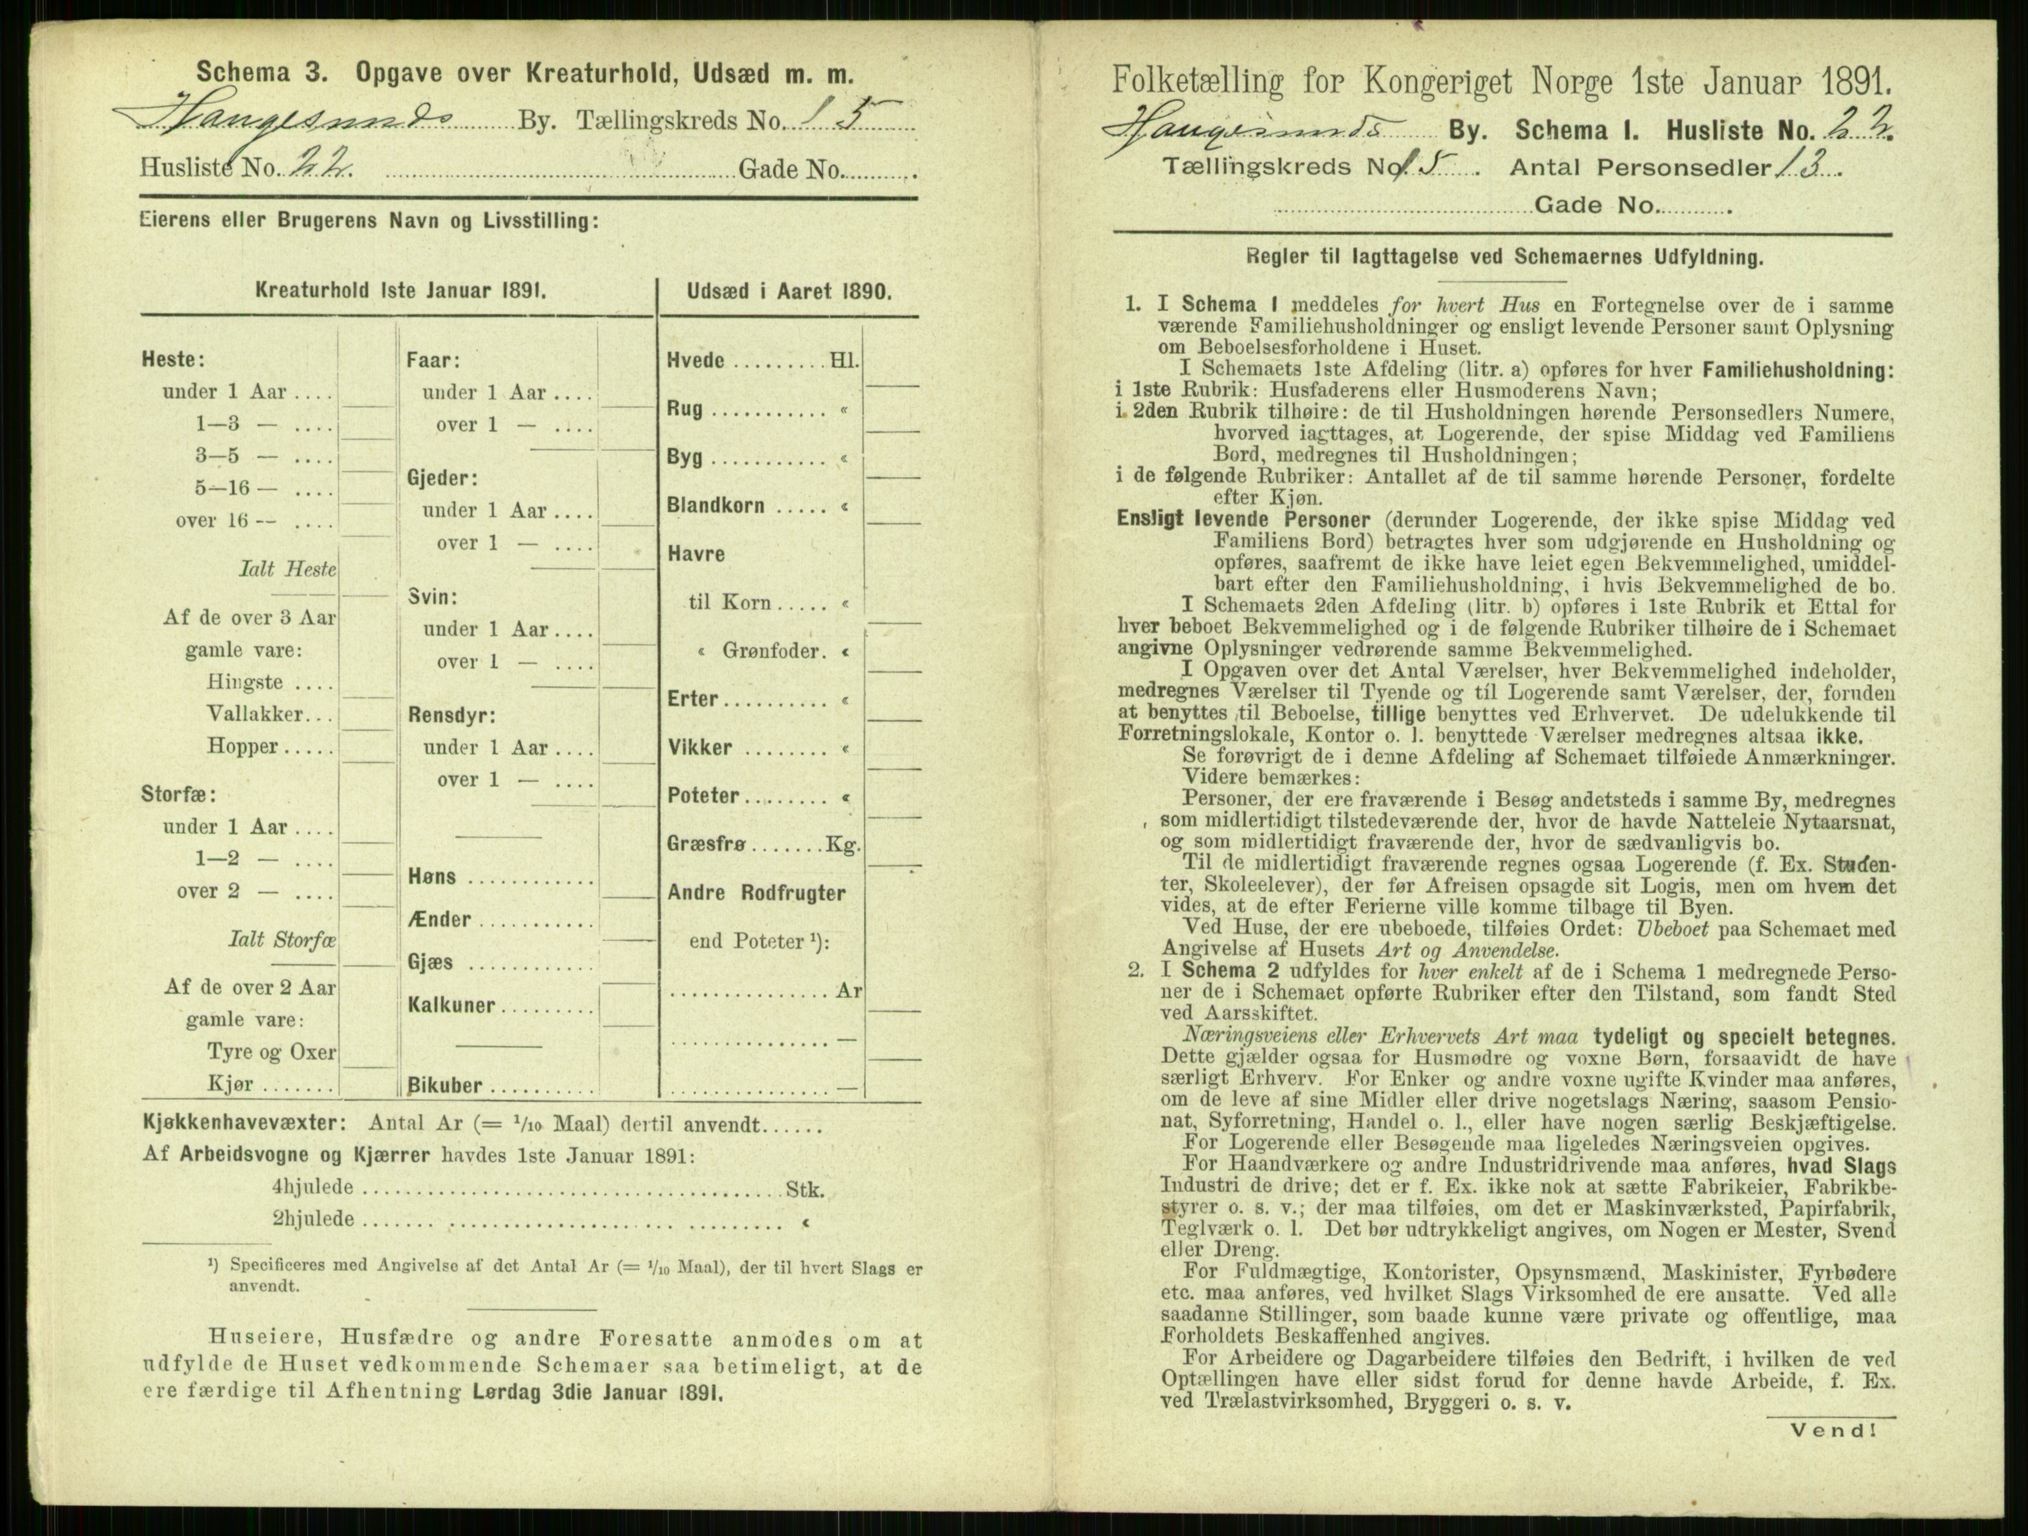 Schema 3. Opgave over Kreaturhold, Udsæd m. m.
Haugesunds By. Tællingskreds No. 15
Husliste No. 22. Gade No. .
Eierens eller Brugerens Navn og Livsstilling:
Kreaturhold 1ste Januar 1891.
Heste:
under 1 Aar ....
1—3 — ....
3—5 — ....
5—16 — ....
over 16 — ....
Ialt Heste
Af de over 3 Aar
gamle vare:
Hingste ....
Vallakker...
Hopper .....
Storfæ:
under 1 Aar ....
1—2 — ....
over 2 — ....
Ialt Storfæ
Af de over 2 Aar
gamle vare:
Tyre og Oxer
Kjør .......
Faar:
under 1 Aar ....
over 1 — ....
Gjeder:
under 1 Aar ....
over 1 — ....
Svin:
under 1 Aar ....
over 1 — ....
Rensdyr:
under 1 Aar ....
over 1 — ....
Høns ............
Ænder ...........
Gjæs ............
Kalkuner .........
Bikuber ..........
Udsæd i Aaret 1890.
Hvede ......... Hl.
Rug ........... «
Byg ........... «
Blandkorn ..... «
Havre
til Korn ..... «
« Grønfoder. «
Erter .......... «
Vikker ........ «
Poteter ........ «
Græsfrø ....... Kg.
Andre Rodfrugter
end Poteter ¹):
............... Ar
............... —
............... —
Kjøkkenhavevæxter: Antal Ar (= 1/10 Maal) dertil anvendt......
Af Arbeidsvogne og Kjærrer havdes 1ste Januar 1891:
4hjulede ........................................ Stk.
2hjulede ........................................ «
¹) Specificeres med Angivelse af det Antal Ar (= 1/10 Maal), der til hvert Slags er
anvendt.
Huseiere, Husfædre og andre Foresatte anmodes om at
udfylde de Huset vedkommende Schemaer saa betimeligt, at de
ere færdige til Afhentning Lørdag 3die Januar 1891.
Folketælling for Kongeriget Norge 1ste Januar 1891.
Haugesunds By. Schema 1. Husliste No. 22.
Tællingskreds No. 15. Antal Personsedler 13.
Gade No. .
Regler til Iagttagelse ved Schemaernes Udfyldning.
1. I Schema 1 meddeles for hvert Hus en Fortegnelse over de i samme
værende Familiehusholdninger og ensligt levende Personer samt Oplysning
om Beboelsesforholdene i Huset.
I Schemaets 1ste Afdeling (litr. a) opføres for hver Familiehusholdning:
i 1ste Rubrik: Husfaderens eller Husmoderens Navn;
i 2den Rubrik tilhøire: de til Husholdningen hørende Personsedlers Numere,
hvorved iagttages, at Logerende, der spise Middag ved Familiens
Bord, medregnes til Husholdningen;
i de følgende Rubriker: Antallet af de til samme hørende Personer, fordelte
efter Kjøn.
Ensligt levende Personer (derunder Logerende, der ikke spise Middag ved
Familiens Bord) betragtes hver som udgjørende en Husholdning og
opføres, saafremt de ikke have leiet egen Bekvemmelighed, umiddel-
bart efter den Familiehusholdning, i hvis Bekvemmelighed de bo.
I Schemaets 2den Afdeling (litr. b) opføres i 1ste Rubrik et Ettal for
hver beboet Bekvemmelighed og i de følgende Rubriker tilhøire de i Schemaet
angivne Oplysninger vedrørende samme Bekvemmelighed.
I Opgaven over det Antal Værelser, hver Bekvemmelighed indeholder,
medregnes Værelser til Tyende og til Logerende samt Værelser, der, foruden
at benyttes til Beboelse, tillige benyttes ved Erhvervet. De udelukkende til
Forretningslokale, Kontor o. l. benyttede Værelser medregnes altsaa ikke.
Se forøvrigt de i denne Afdeling af Schemaet tilføiede Anmærkninger.
Videre bemærkes:
Personer, der ere fraværende i Besøg andetsteds i samme By, medregnes
som midlertidigt tilstedeværende der, hvor de havde Natteleie Nytaarsnat,
og som midlertidigt fraværende der, hvor de sædvanligvis bo.
Til de midlertidigt fraværende regnes ogsaa Logerende (f. Ex. Studen-
ter, Skoleelever), der før Afreisen opsagde sit Logis, men om hvem det
vides, at de efter Ferierne ville komme tilbage til Byen.
Ved Huse, der ere ubeboede, tilføies Ordet: Ubeboet paa Schemaet med
Angivelse af Husets Art og Anvendelse.
2. I Schema 2 udfyldes for hver enkelt af de i Schema 1 medregnede Perso-
ner de i Schemaet opførte Rubriker efter den Tilstand, som fandt Sted
ved Aarsskiftet.
Næringsveiens eller Erhvervets Art maa tydeligt og specielt betegnes.
Dette gjælder ogsaa for Husmødre og voxne Børn, forsaavidt de have
særligt Erhverv. For Enker og andre voxne ugifte Kvinder maa anføres,
om de leve af sine Midler eller drive nogetslags Næring, saasom Pensio-
nat, Syforretning, Handel o. l., eller have nogen særlig Beskjæftigelse.
For Logerende eller Besøgende maa ligeledes Næringsveien opgives.
For Haandværkere og andre Industridrivende maa anføres, hvad Slags
Industri de drive; det er f. Ex. ikke nok at sætte Fabrikeier, Fabrikbe-
styrer o. s. v.; der maa tilføies, om det er Maskinværksted, Papirfabrik,
Teglværk o. l. Det bør udtrykkeligt angives, om Nogen er Mester, Svend
eller Dreng.
For Fuldmægtige, Kontorister, Opsynsmænd, Maskinister, Fyrbødere
etc. maa anføres, ved hvilket Slags Virksomhed de ere ansatte. Ved alle
saadanne Stillinger, som baade kunne være private og offentlige, maa
Forholdets Beskaffenhed angives.
For Arbeidere og Dagarbeidere tilføies den Bedrift, i hvilken de ved
Optællingen have eller sidst forud for denne havde Arbeide, f. Ex.
ved Trælastvirksomhed, Bryggeri o. s. v.
Vend!